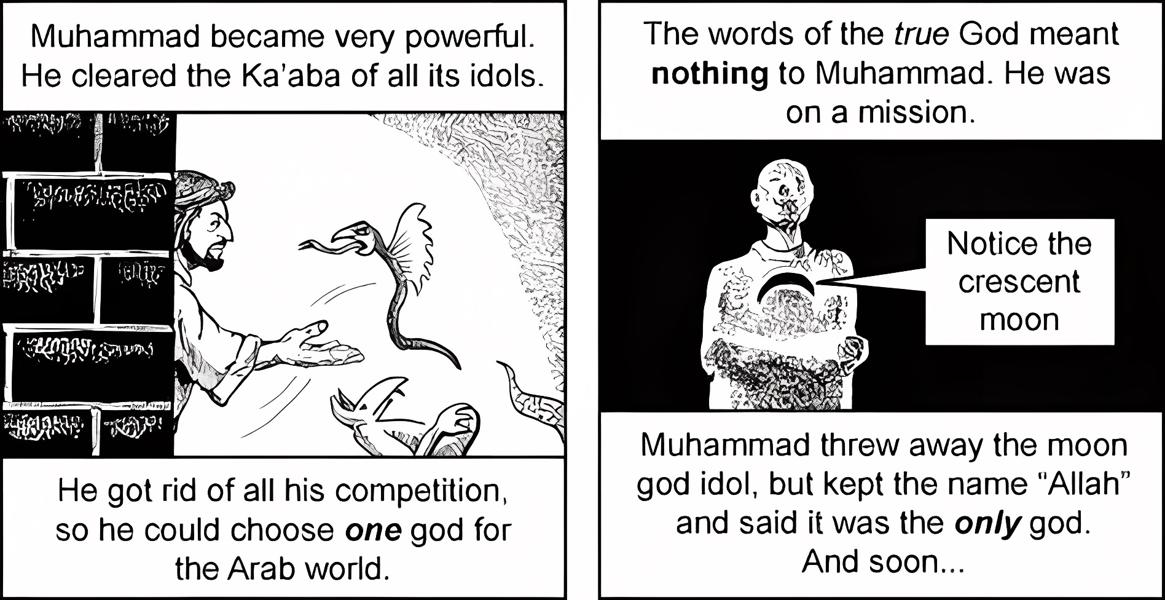 Muhammad became very powerful.
He cleared the Ka’aba of all its idols.
He got rid of all his competition,
so he could choose one god for
the Arab world.
The words of the true God meant
nothing to Muhammad. He was
on a mission.
Notice the
crescent
moon
Muhammad threw away the moon
god idol, but kept the name “Allah”
and said it was the only god.
And soon...